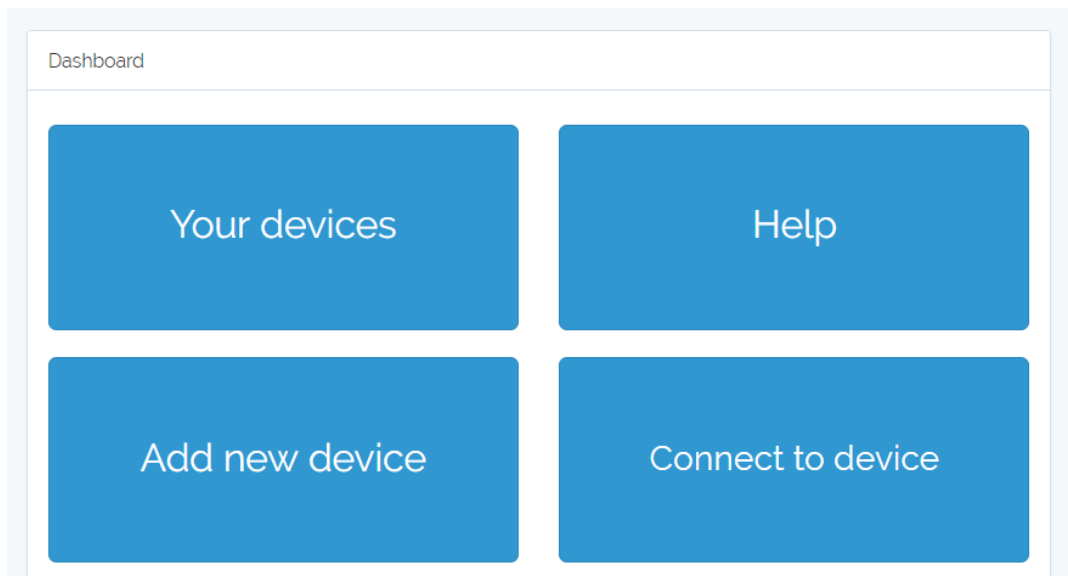 Dashboard
Your devices
Help
Add new device
Connect to device